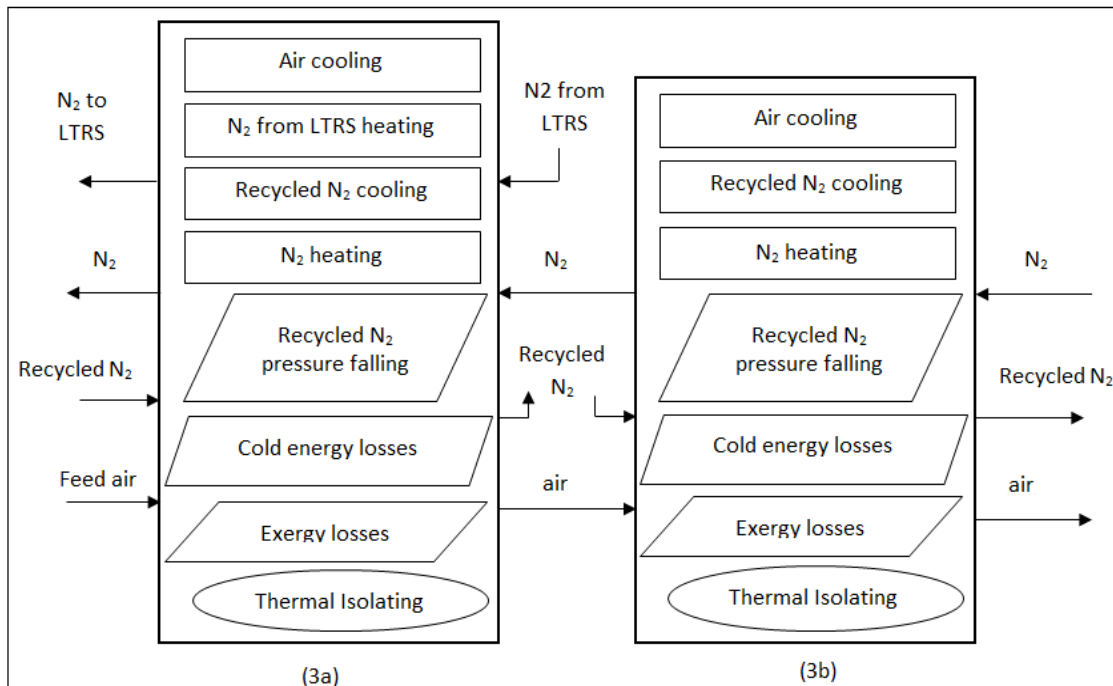 N₂ to
LTRS
N₂
Recycled N₂
Feed air
Air cooling
N₂ from LTRS heating
Recycled N₂ cooling
N₂ heating
Recycled N₂
pressure falling
Cold energy losses
Exergy losses
Thermal Isolating
(3a)
N2 from
LTRS
N₂
Recycled
N₂
air
Air cooling
Recycled N₂ cooling
N₂ heating
Recycled N₂
pressure falling
Cold energy losses
Exergy losses
Thermal Isolating
(3b)
N₂
Recycled N₂
air